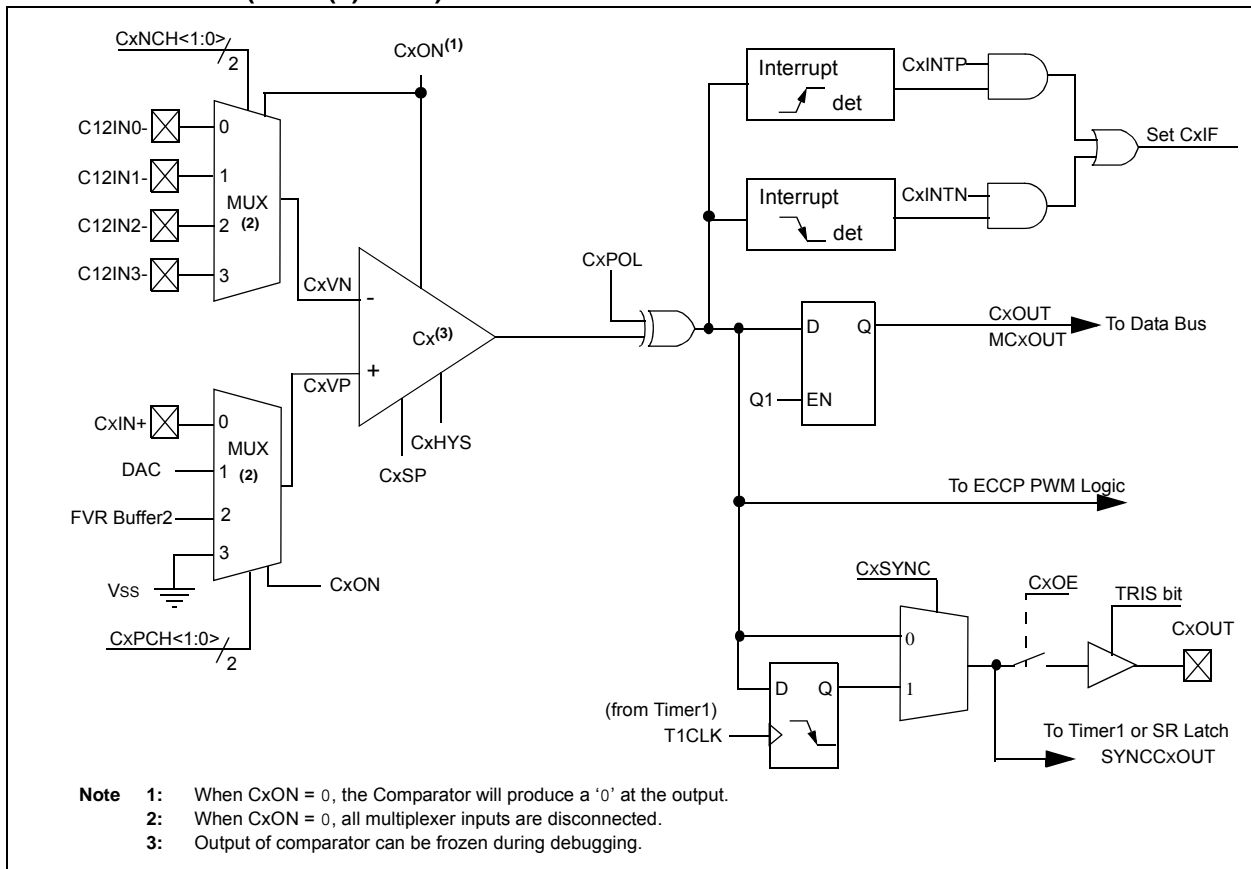 CxNCH<1:0>
2
CxON(1)
C12IN0-
0
C12IN1-
1
MUX
(2)
C12IN2-
2
C12IN3-
3
CxVN
-
Cx(3)
+
CxVP
CxHYS
CxSP
CxIN+
0
MUX
DAC
1
(2)
FVR Buffer2
2
3
Vss
CxON
CxPCH<1:0>
2
CxPOL
Interrupt
det
CxINTP
Set CxIF
Interrupt
det
CxINTN
D
Q
CxOUT
MCxOUT
To Data Bus
Q1
EN
To ECCP PWM Logic
CxSYNC
CxOE
TRIS bit
CxOUT
0
1
D
Q
(from Timer1)
T1CLK
To Timer1 or SR Latch
SYNCCxOUT
Note 1: When CxON = 0, the Comparator will produce a ‘0’ at the output.
2: When CxON = 0, all multiplexer inputs are disconnected.
3: Output of comparator can be frozen during debugging.